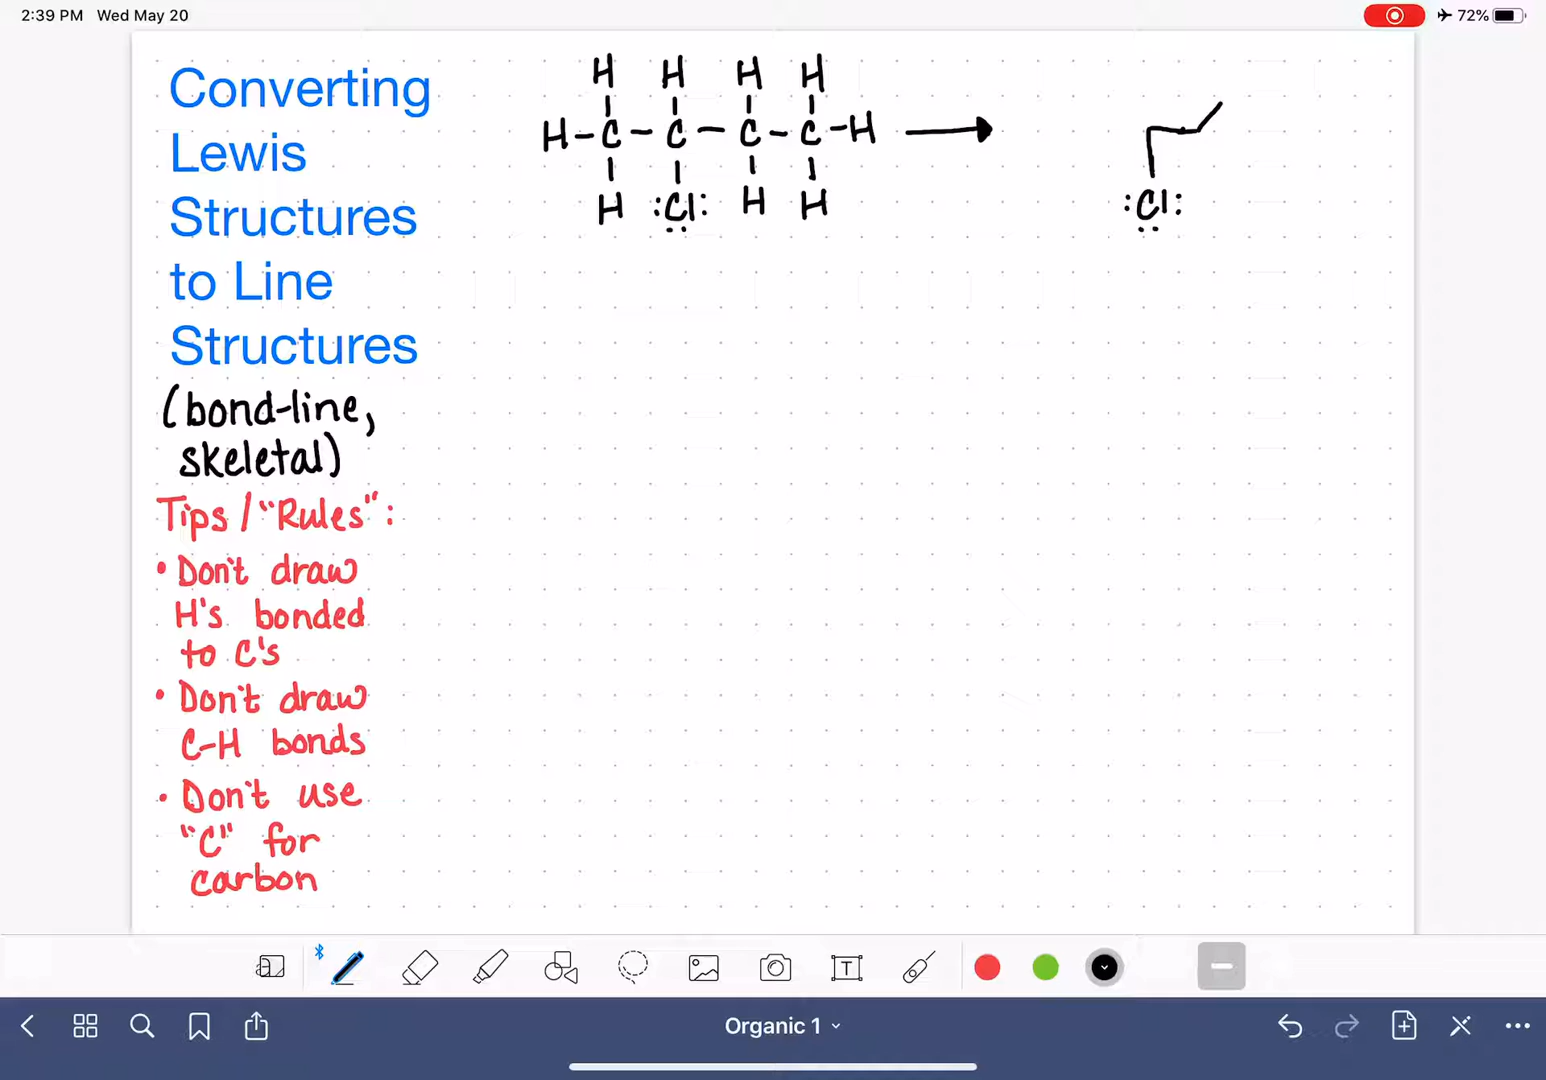 2:39 PM Wed May 20
72%
Converting
Lewis
Structures
to Line
Structures
(bond-line,
skeletal)
Tips/"Rules":
• Don't draw
H's bonded
to C's
• Don't draw
C-H bonds
• Don't use
"C" for
carbon
H H H H
H-C-C-C-C-H
H :Cl: H H
:Cl:
T
Organic 1